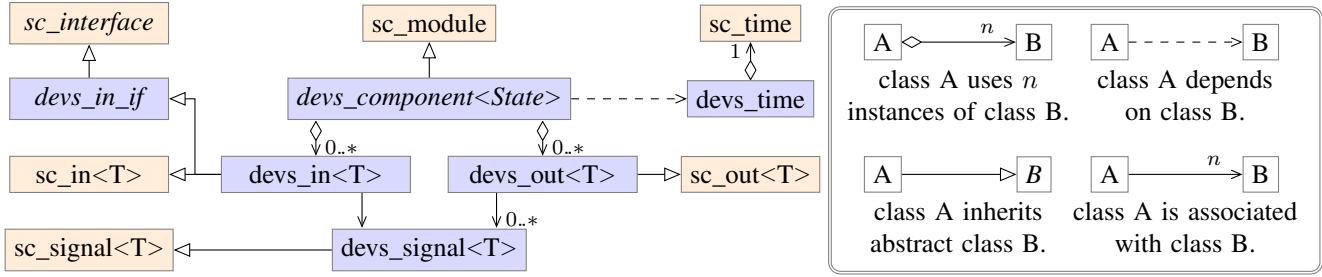 sc_interface
sc_module
sc_time
1
devs_in_if
devs_component<State>
devs_time
0..*
0..*
sc_in<T>
devs_in<T>
devs_out<T>
sc_out<T>
0..*
sc_signal<T>
devs_signal<T>
A
n
B
A
B
class A uses n
instances of class B.
class A depends
on class B.
A
B
A
n
B
class A inherits
abstract class B.
class A is associated
with class B.